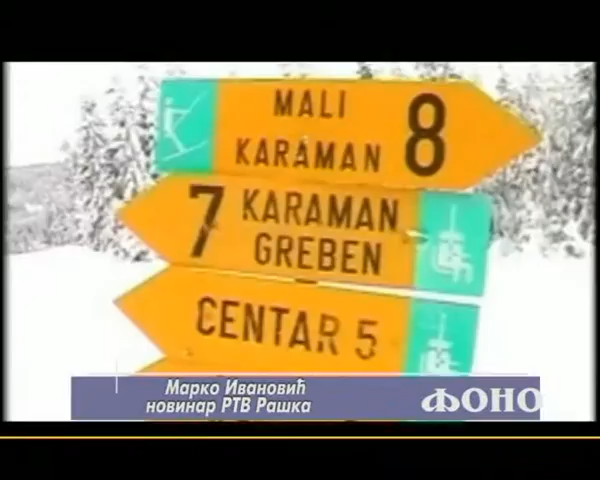 MALI
KARAMAN 8
7 KARAMAN
GREBEN
CENTAR 5
Марко Ивановић
новинар РТВ Рашка
ФОНО